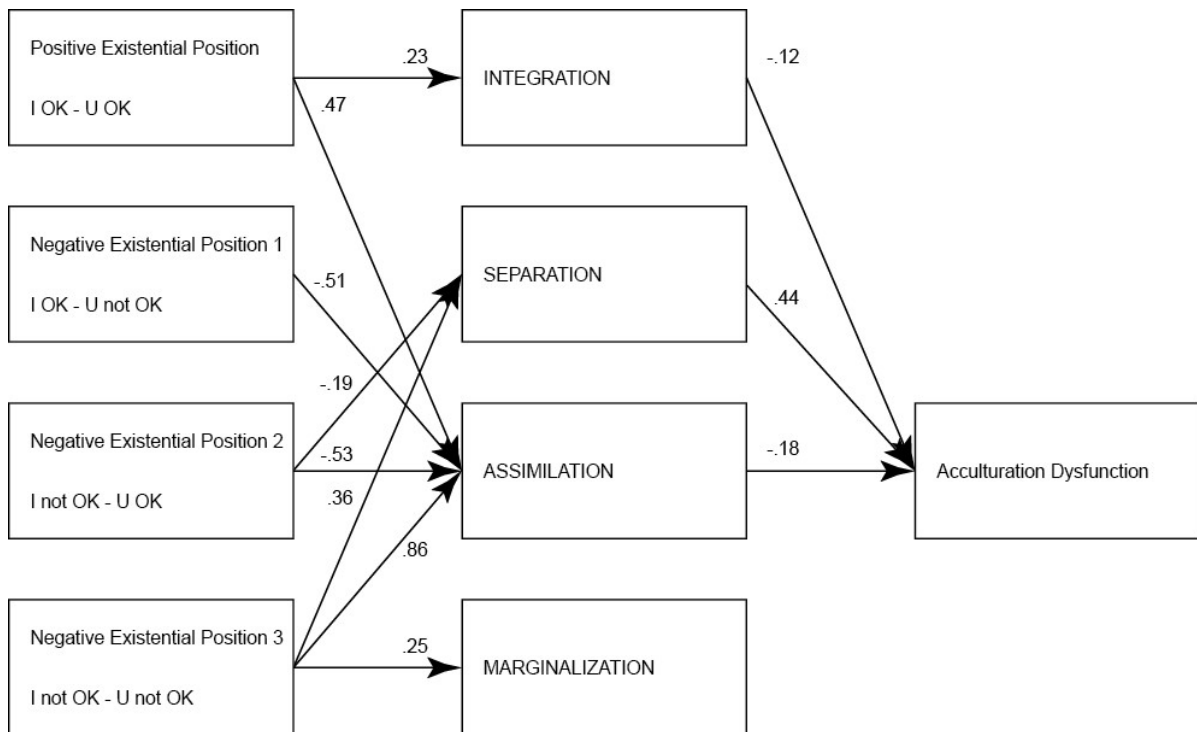 Positive Existential Position
I OK - U OK
.23
.47
INTEGRATION
-.12
Negative Existential Position 1
I OK - U not OK
-.51
SEPARATION
.44
Negative Existential Position 2
I not OK - U OK
-.19
-.53
.36
ASSIMILATION
-.18
Acculturation Dysfunction
.86
Negative Existential Position 3
I not OK - U not OK
.25
MARGINALIZATION